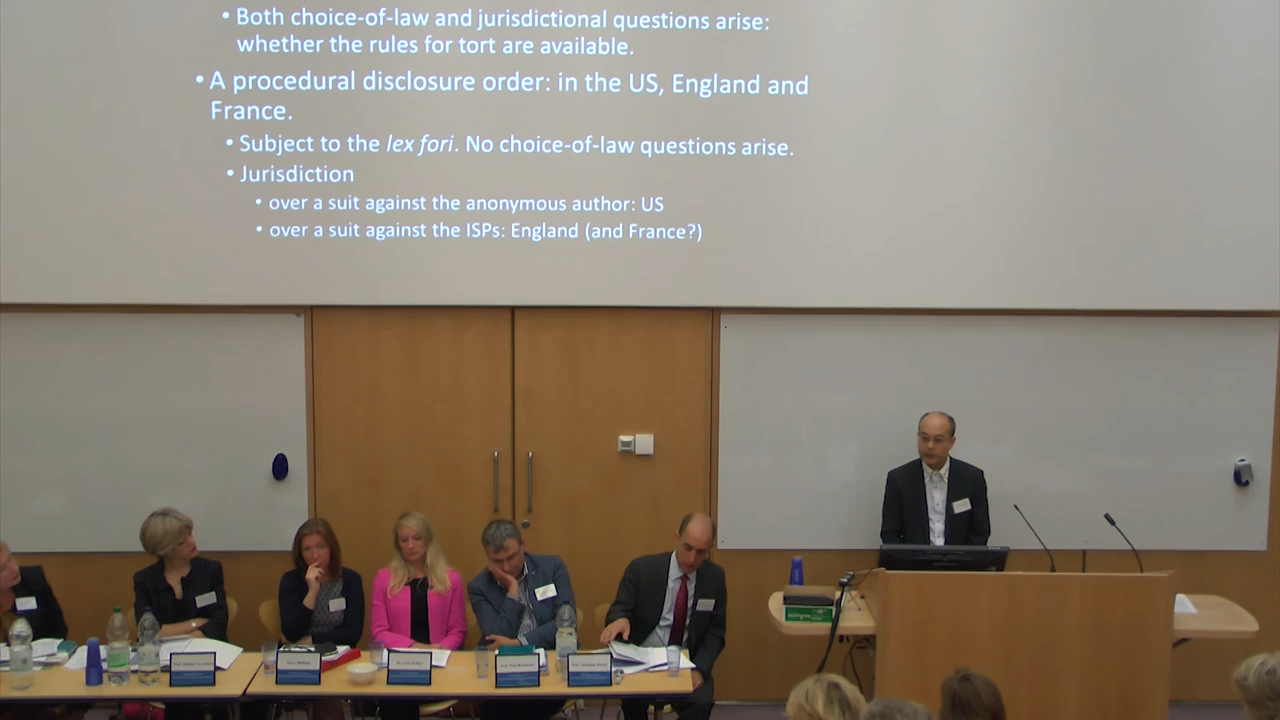 • Both choice-of-law and jurisdictional questions arise:
whether the rules for tort are available.
• A procedural disclosure order: in the US, England and
France.
• Subject to the lex fori. No choice-of-law questions arise.
• Jurisdiction
• over a suit against the anonymous author: US
• over a suit against the ISPs: England (and France?)